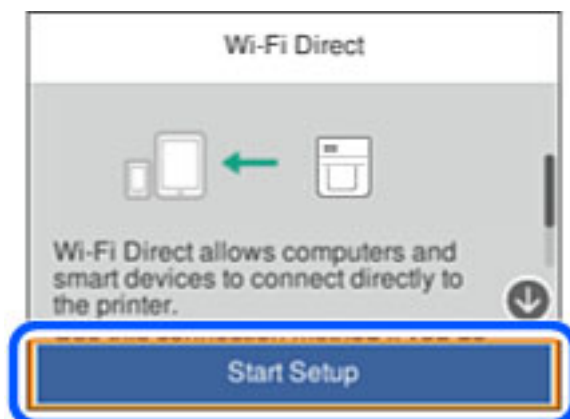 Wi-Fi Direct
Wi-Fi Direct allows computers and
smart devices to connect directly to
the printer.
Start Setup